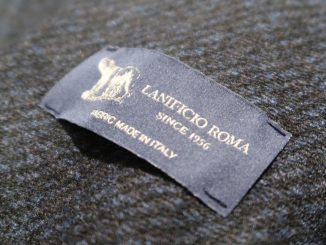 LANIFICIO ROMA
SINCE 1956
FABRIC MADE IN ITALY